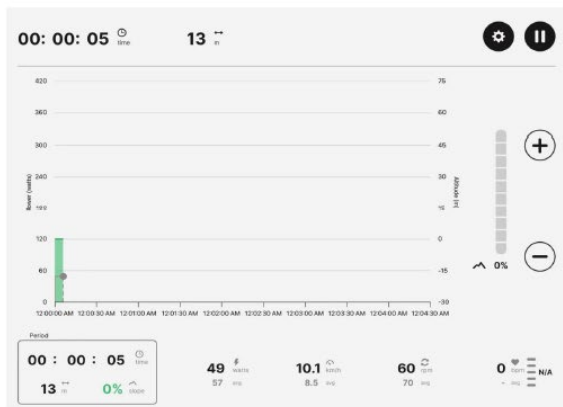 00: 00: 05 time
13 m
420
360
300
240
180
120
60
0
Power (watts)
75
60
45
30
15
0
-15
-30
Altitude (m)
0%
12:00:00 AM 12:00:30 AM 12:01:00 AM 12:01:30 AM 12:02:00 AM 12:02:30 AM 12:03:00 AM 12:03:30 AM 12:04:00 AM 12:04:30 AM
Period
00 : 00 : 05 time
13 m 0% slope
49 watts
57 avg
10.1 km/h
8.5 avg
60 rpm
70 avg
0 bpm
- avg
N/A